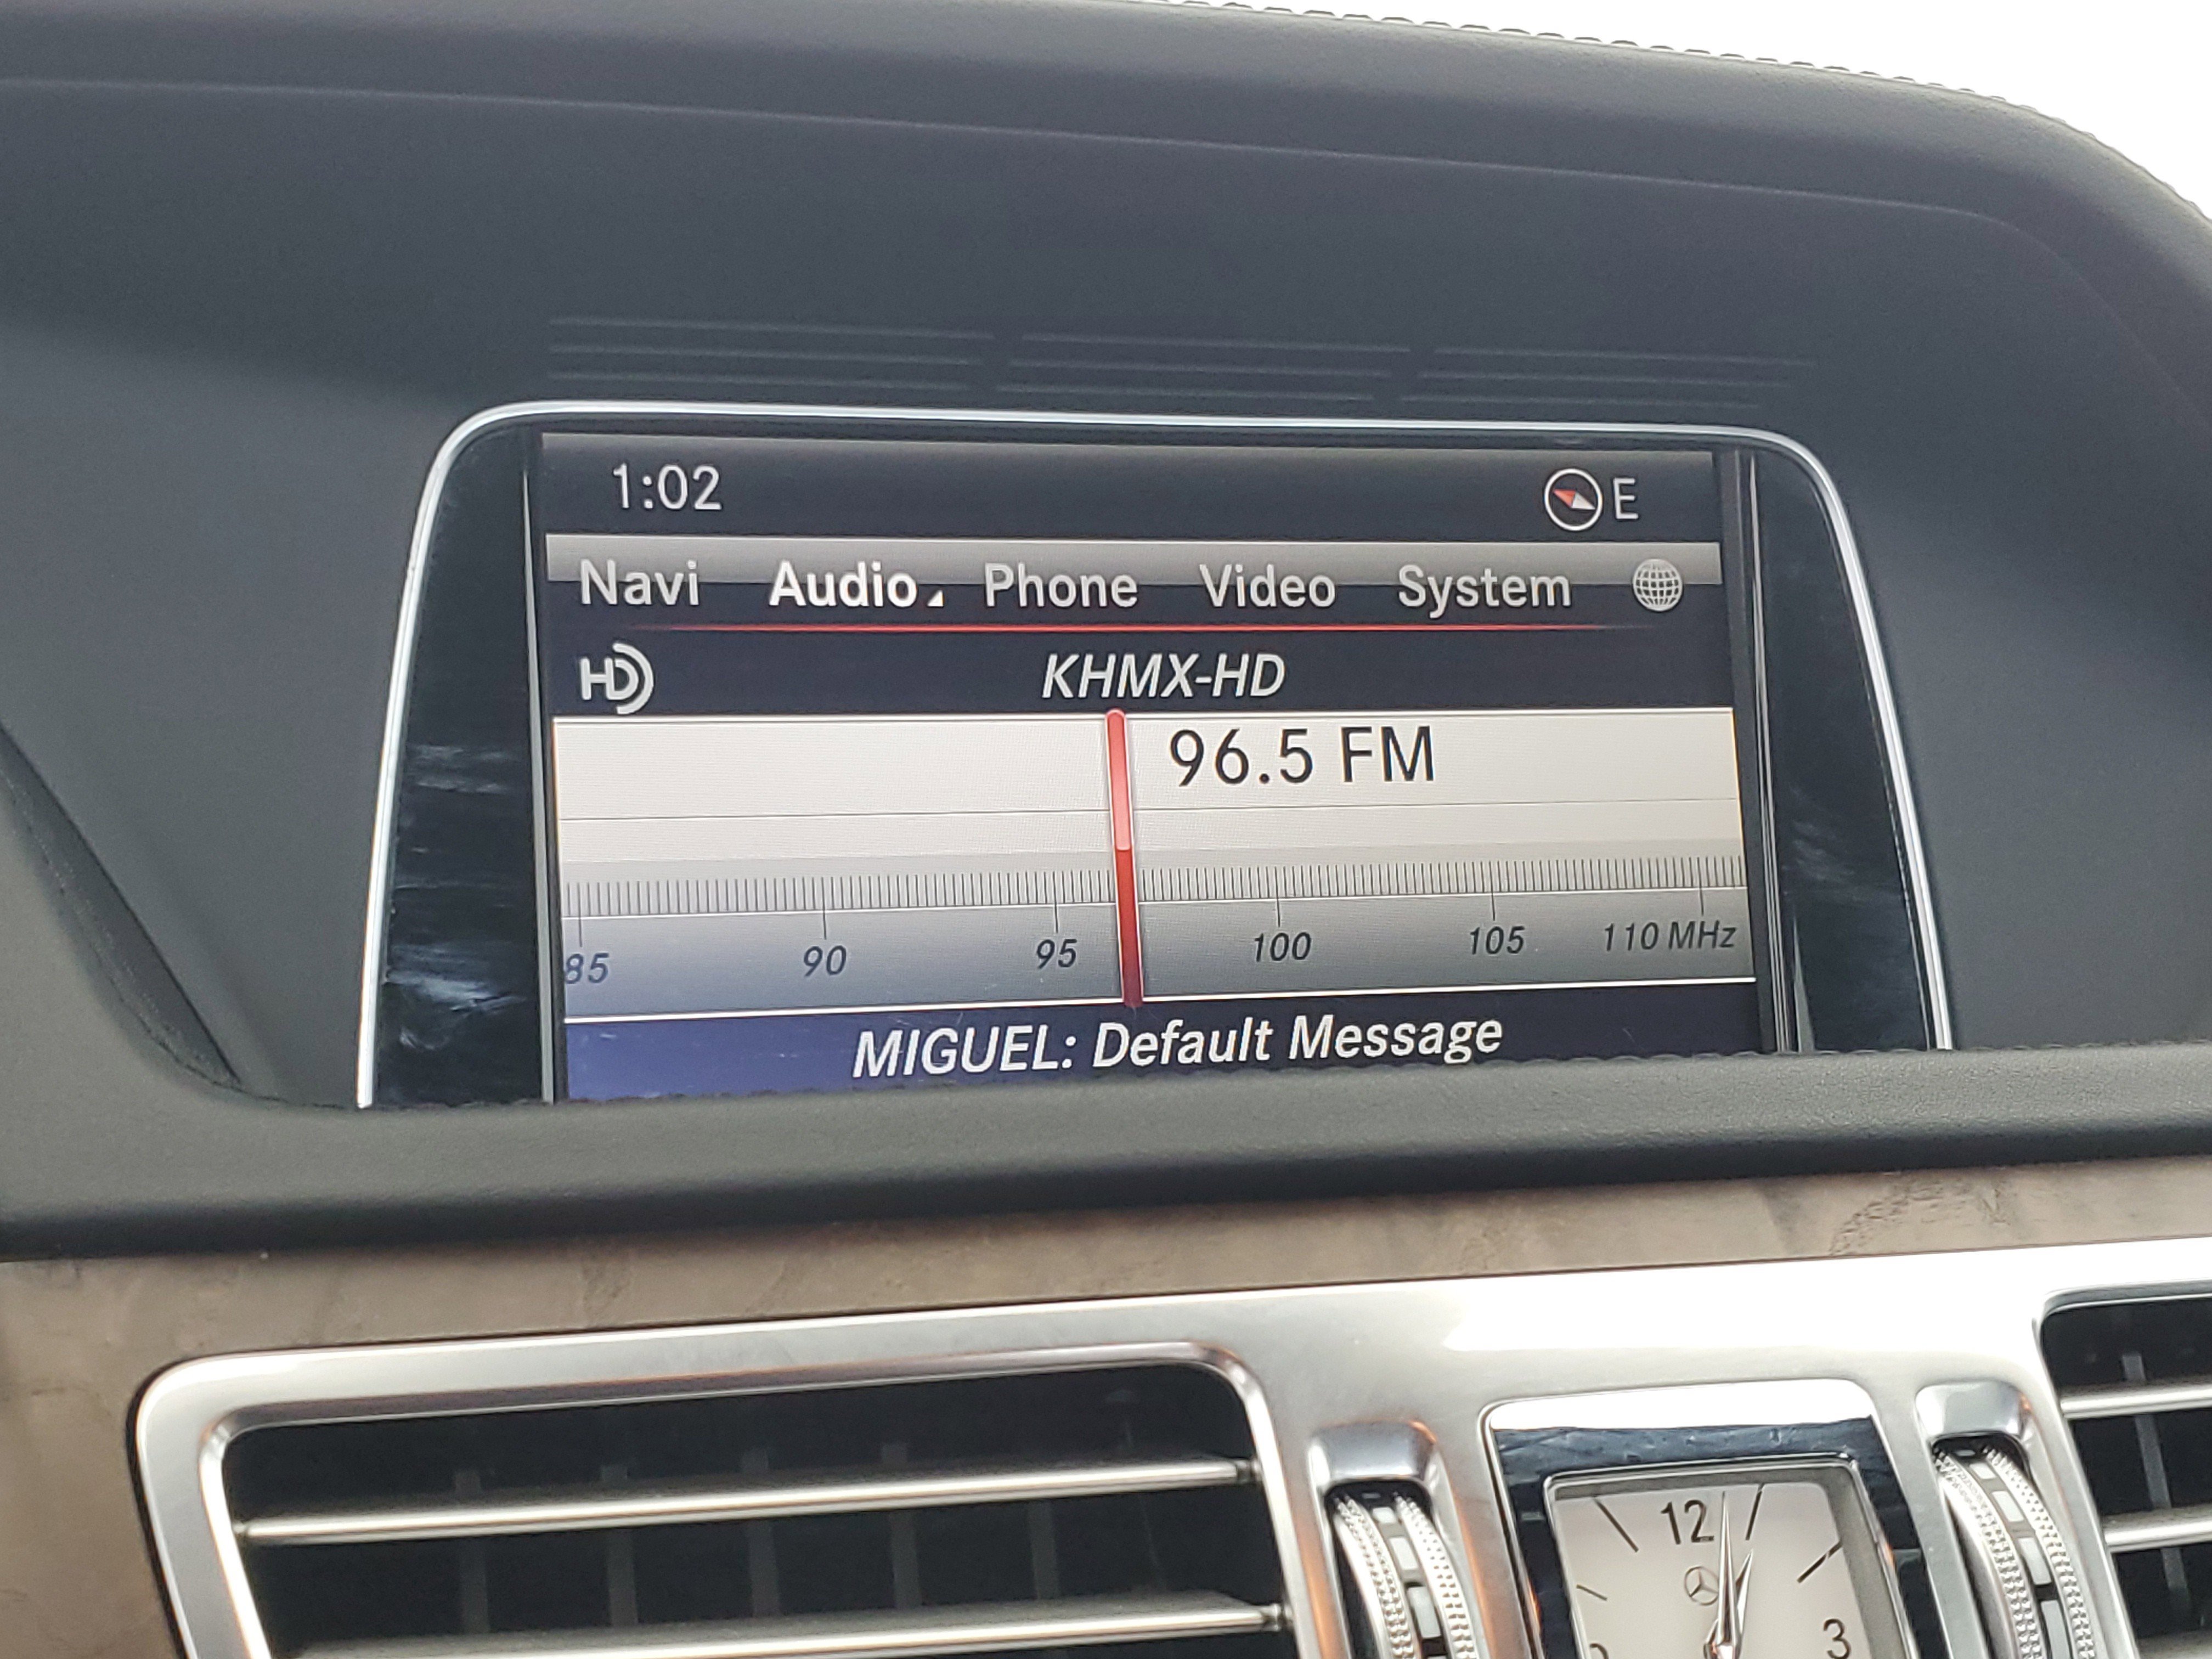 1:02 E
Navi Audio Phone Video System
HD KHMX-HD
96.5 FM
85 90 95 100 105 110 MHz
MIGUEL: Default Message
12
3